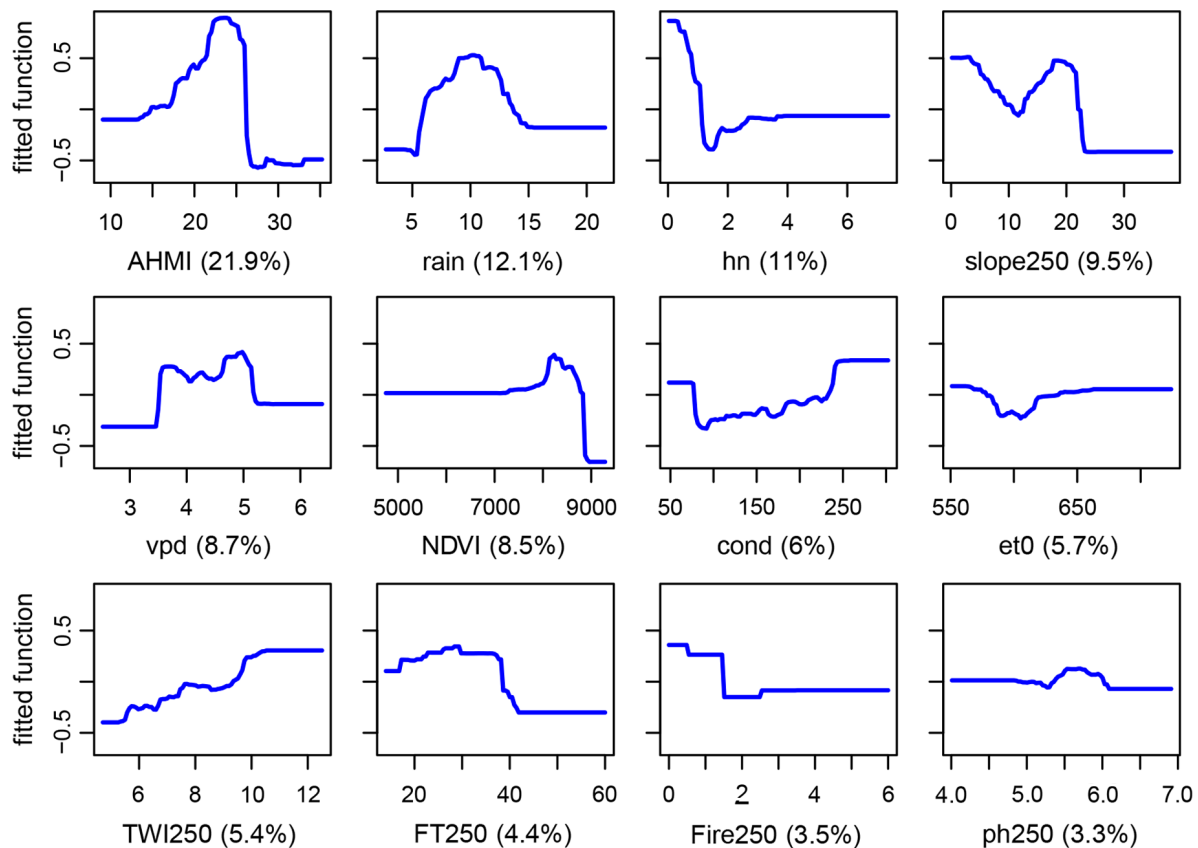 fitted function
0.5
−0.5
10 20 30
AHMI (21.9%)
5 10 15 20
rain (12.1%)
0 2 4 6
hn (11%)
0 10 20 30
slope250 (9.5%)
fitted function
0.5
−0.5
3 4 5 6
vpd (8.7%)
5000 7000 9000
NDVI (8.5%)
50 150 250
cond (6%)
550 650
et0 (5.7%)
fitted function
0.5
−0.5
6 8 10 12
TWI250 (5.4%)
20 40 60
FT250 (4.4%)
0 2 4 6
Fire250 (3.5%)
4.0 5.0 6.0 7.0
ph250 (3.3%)